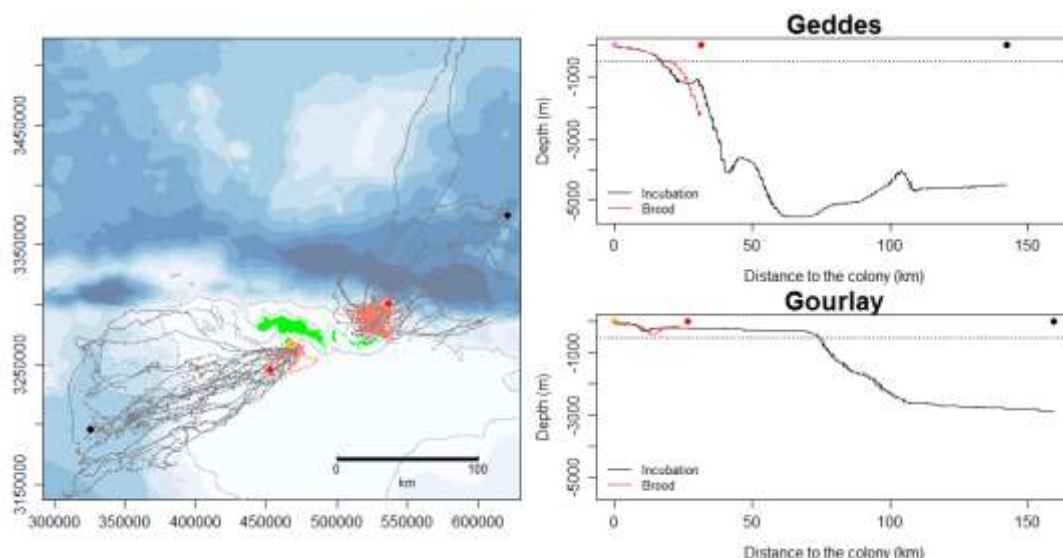 3450000
3350000
3250000
3150000
0
100
km
300000 350000 400000 450000 500000 550000 600000
Geddes
Depth (m)
-1000
-3000
-5000
Incubation
Brood
0 50 100 150
Distance to the colony (km)
Gourlay
Depth (m)
-1000
-3000
-5000
Incubation
Brood
0 50 100 150
Distance to the colony (km)